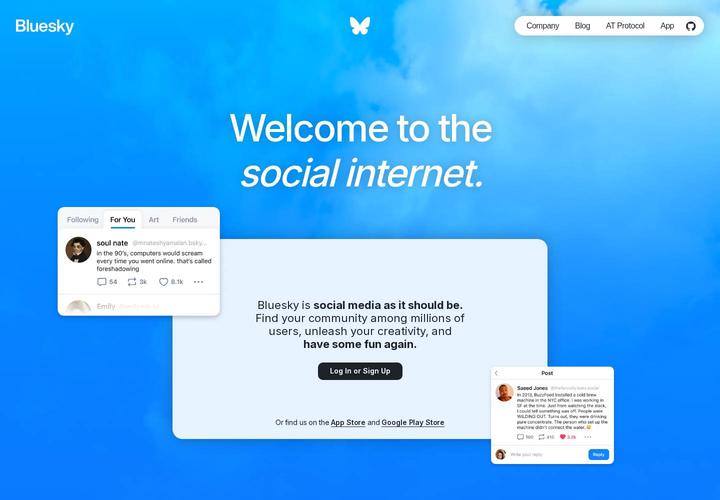 Bluesky
Company Blog AT Protocol App
Welcome to the
social internet.
Following For You Art Friends
soul nate @mnateshyamalan.bsky...
in the 90's, computers would scream
every time you went online. that's called
foreshadowing
54 3k 8.1k
Emily
Bluesky is social media as it should be.
Find your community among millions of
users, unleash your creativity, and
have some fun again.
Log In or Sign Up
Or find us on the App Store and Google Play Store
Post
Saeed Jones @theferocity.bsky.social
In 2013, BuzzFeed installed a cold brew
machine in the NYC office. I was working in
SF at the time. Just from watching the slack,
I could tell something was off. People were
WILDING OUT. Turns out, they were drinking
pure concentrate. The person who set up the
machine didn't connect the water.
410
Write your reply
Reply